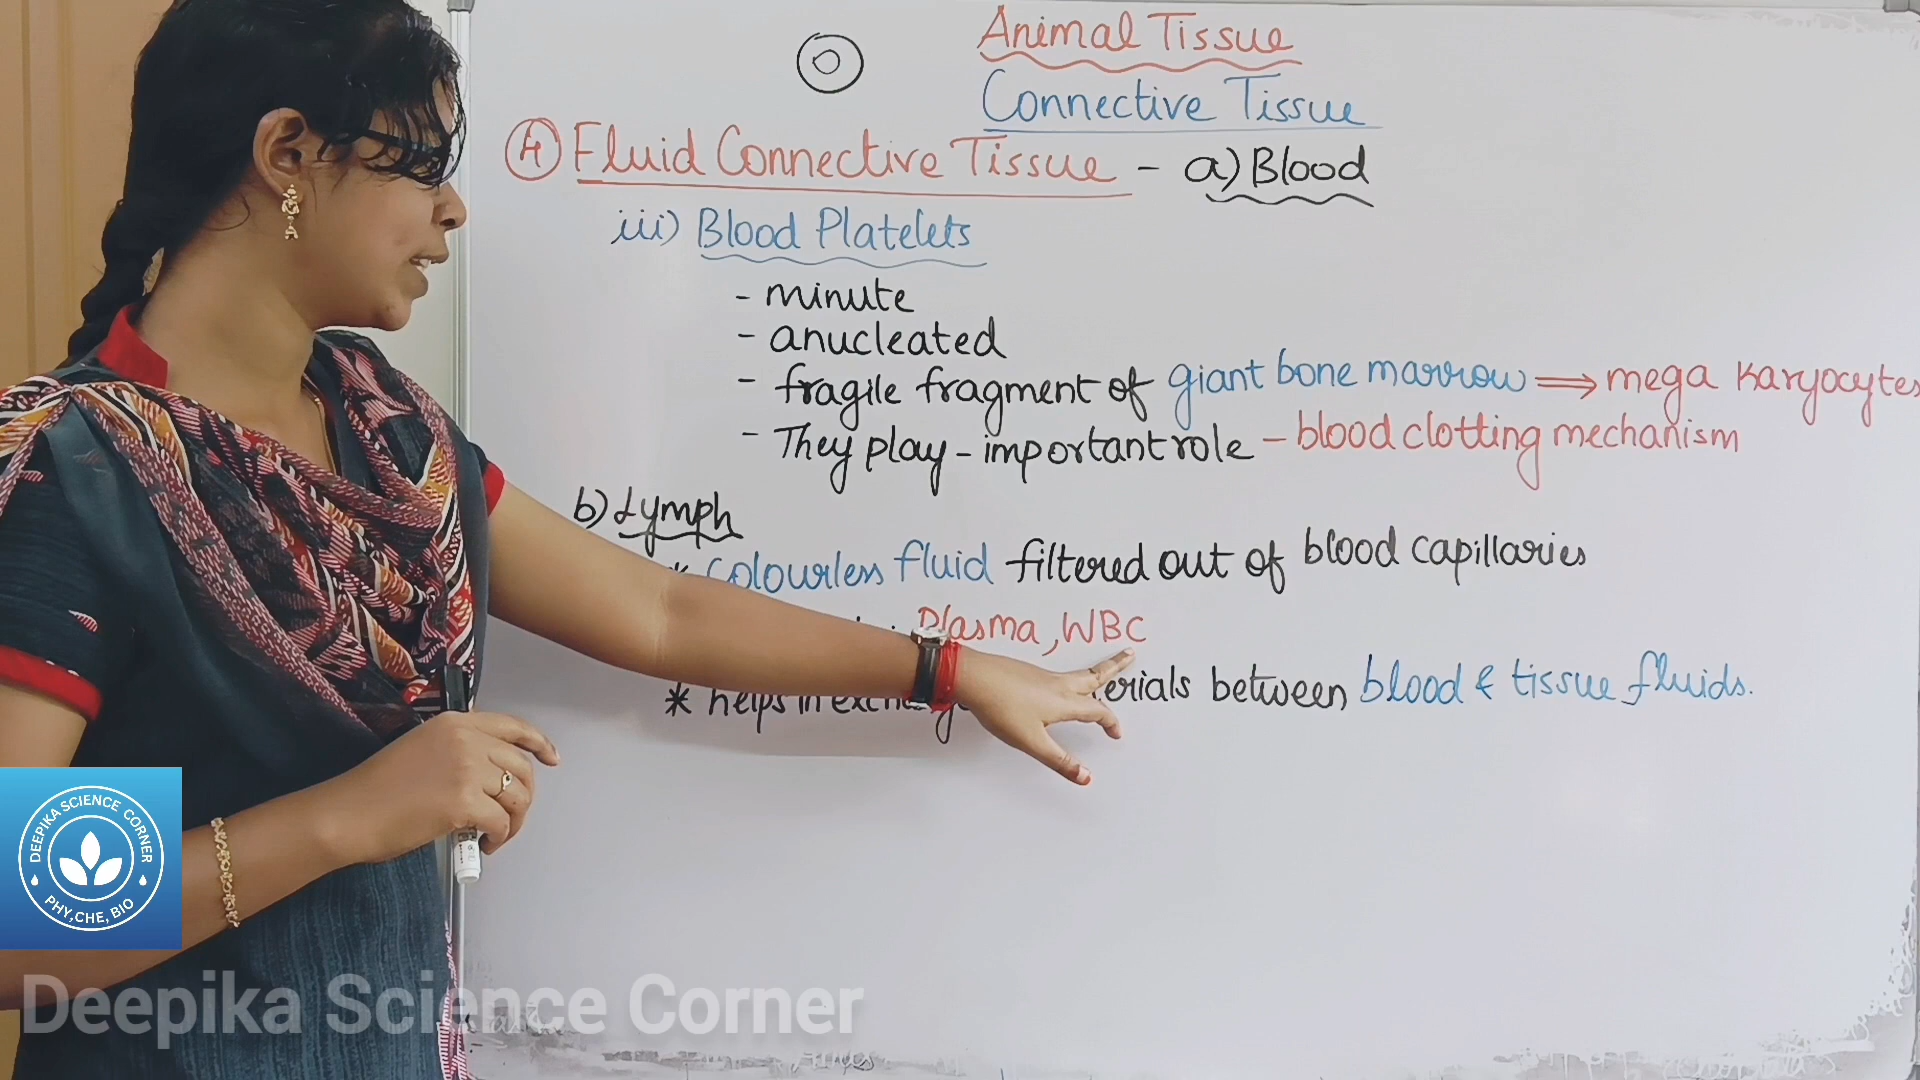 Animal Tissue
Connective Tissue
4 Fluid Connective Tissue - a) Blood
iii) Blood Platelets
- minute
- anucleated
- fragile fragment of giant bone marrow ⇒ mega Karyocytes
- They play - important role - blood clotting mechanism
b) Lymph
* Colourless fluid filtered out of blood capillaries
Plasma, WBC
* helps in between blood & tissue fluids.
DEEPIKA SCIENCE CORNER
PHY, CHE, BIO
Deepika Science Corner